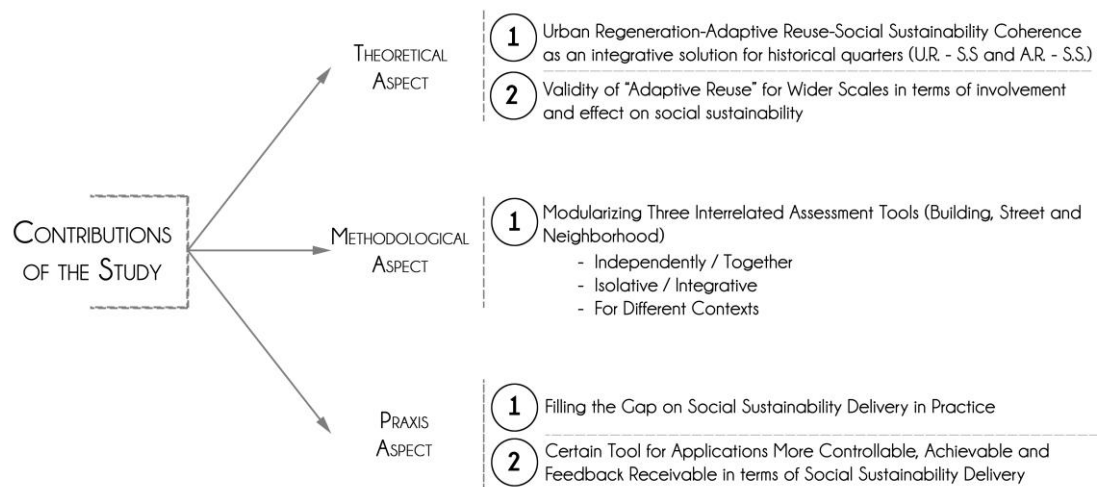 CONTRIBUTIONS
OF THE STUDY
THEORETICAL
ASPECT
1 Urban Regeneration-Adaptive Reuse-Social Sustainability Coherence
as an integrative solution for historical quarters (U.R. - S.S and A.R. - S.S.)
2 Validity of "Adaptive Reuse" for Wider Scales in terms of involvement
and effect on social sustainability
METHODOLOGICAL
ASPECT
1 Modularizing Three Interrelated Assessment Tools (Building, Street and
Neighborhood)
- Independently / Together
- Isolative / Integrative
- For Different Contexts
PRAXIS
ASPECT
1 Filling the Gap on Social Sustainability Delivery in Practice
2 Certain Tool for Applications More Controllable, Achievable and
Feedback Receivable in terms of Social Sustainability Delivery